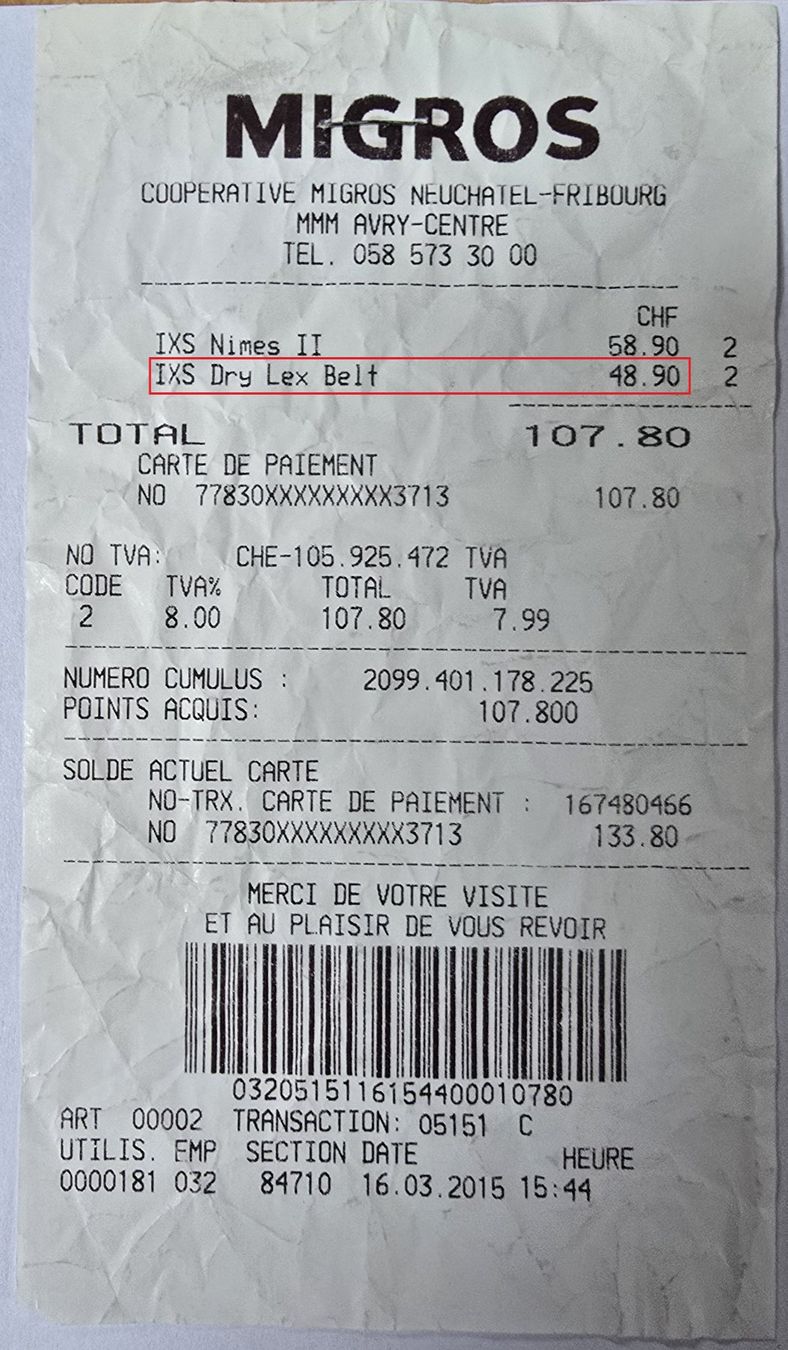 MIGROS
COOPERATIVE MIGROS NEUCHATEL-FRIBOURG
MMM AVRY-CENTRE
TEL. 058 573 30 00
CHF
IXS Nimes II 58.90 2
IXS Dry Lex Belt 48.90 2
TOTAL 107.80
CARTE DE PAIEMENT
NO 77830XXXXXXXXX3713 107.80
NO TVA: CHE-105.925.472 TVA
CODE TVA% TOTAL TVA
2 8.00 107.80 7.99
NUMERO CUMULUS : 2099.401.178.225
POINTS ACQUIS: 107.800
SOLDE ACTUEL CARTE
NO-TRX. CARTE DE PAIEMENT : 167480466
NO 77830XXXXXXXXX3713 133.80
MERCI DE VOTRE VISITE
ET AU PLAISIR DE VOUS REVOIR
0320515116154400010780
ART 00002 TRANSACTION: 05151 C
UTILIS. EMP SECTION DATE HEURE
0000181 032 84710 16.03.2015 15:44